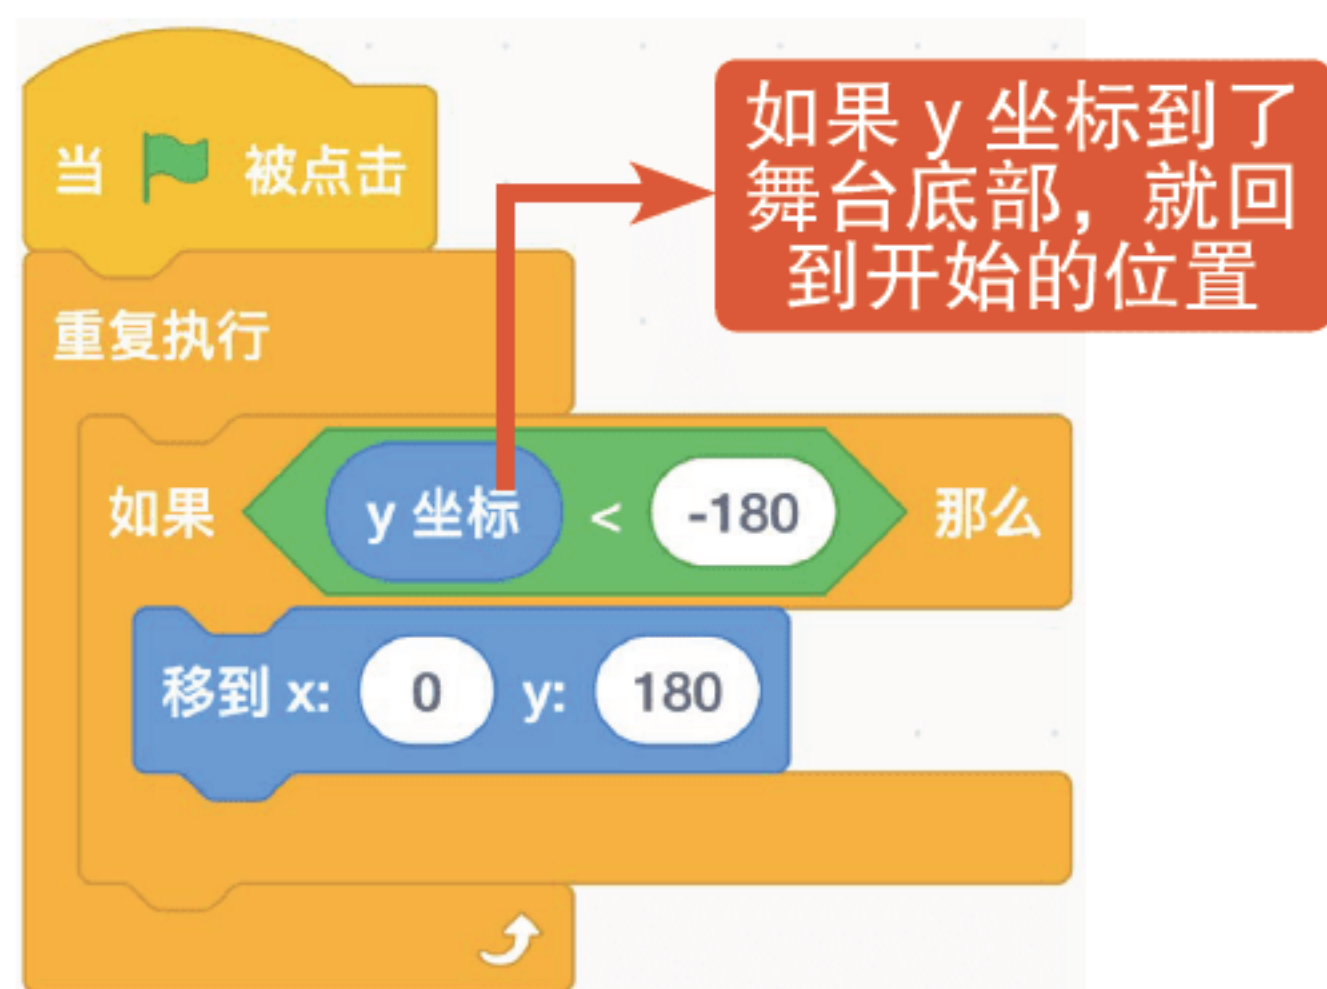 当 被点击
如果 y 坐标到了
舞台底部，就回
到开始的位置
重复执行
如果 y 坐标 < -180 那么
移到 x: 0 y: 180